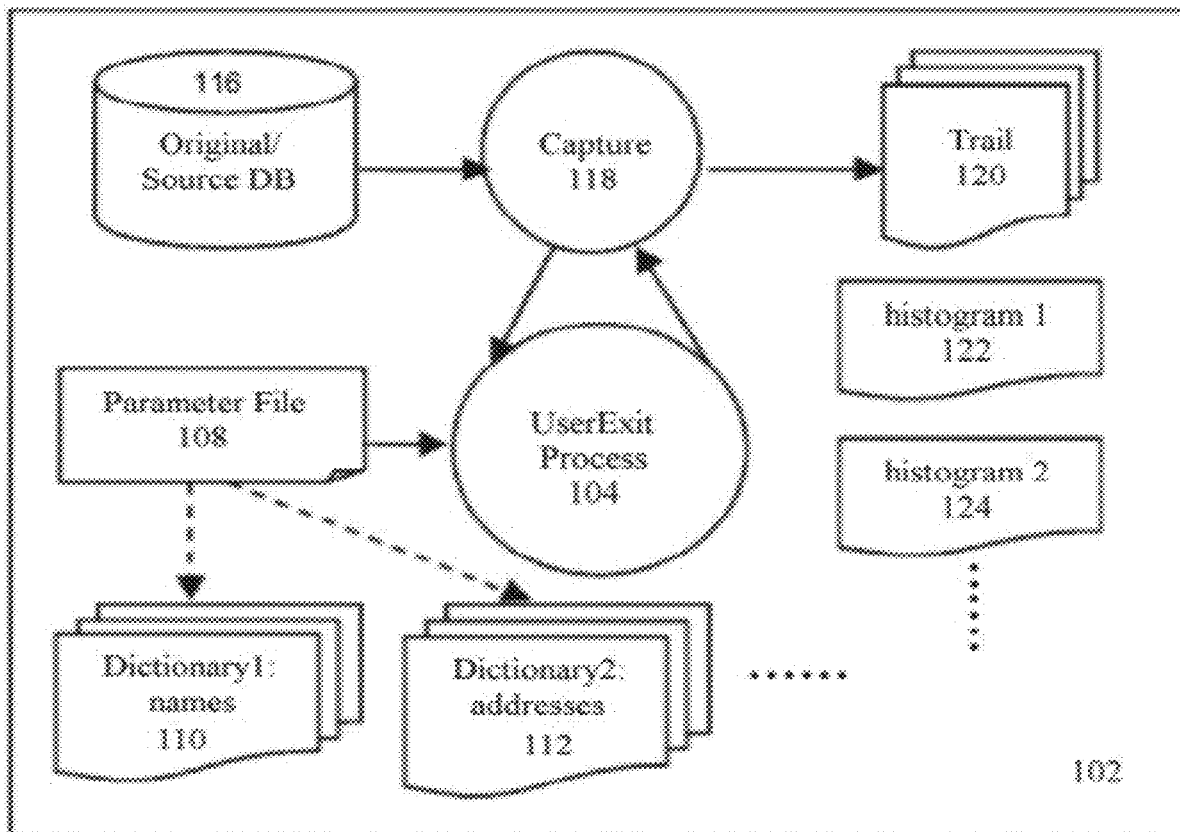 116
Original/
Source DB
Capture
118
Trail
120
histogram 1
122
Parameter File
108
UserExit
Process
104
histogram 2
124
Dictionary1:
names
110
Dictionary2:
addresses
112
102